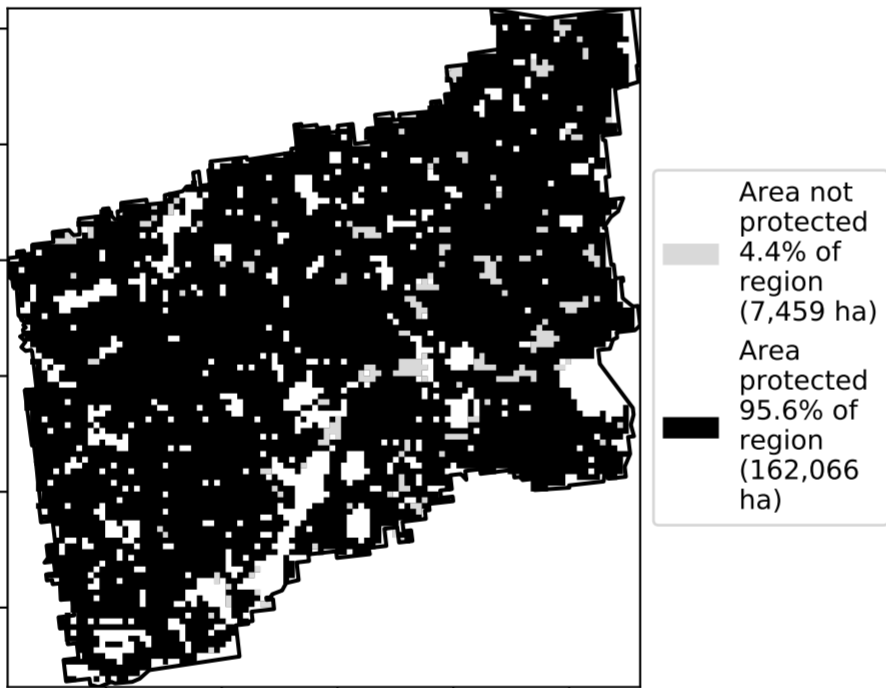 Area not
protected
4.4% of
region
(7,459 ha)
Area
protected
95.6% of
region
(162,066
ha)